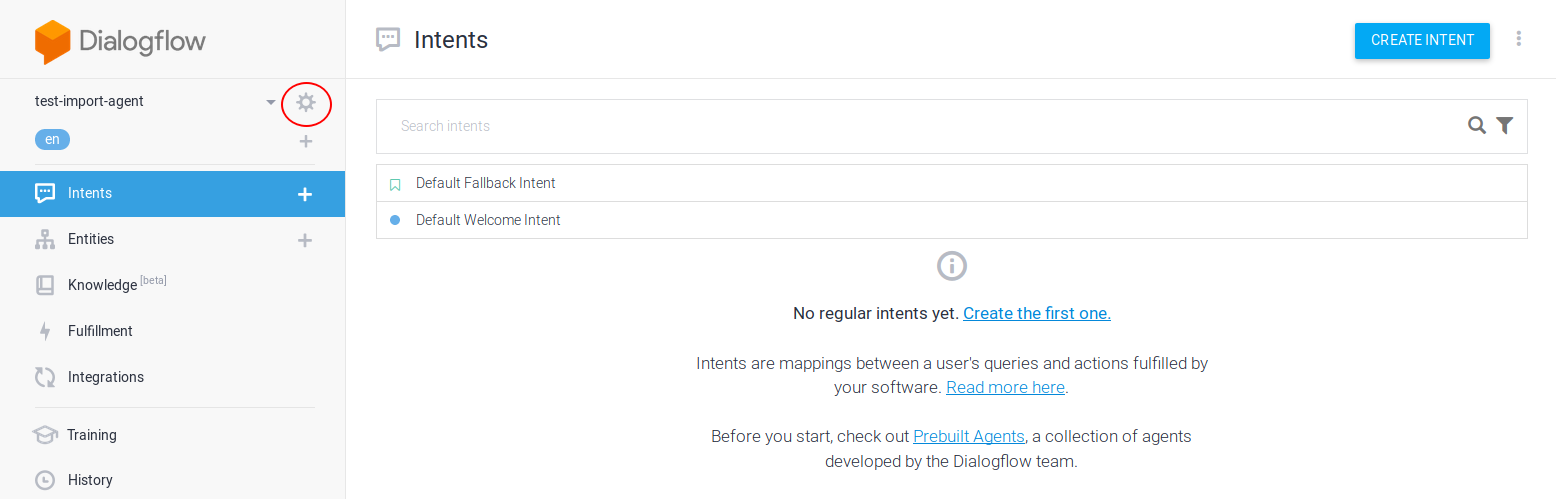 Dialogflow
test-import-agent
en
Intents
Entities
Knowledge [beta]
Fulfillment
Integrations
Training
History
Intents
CREATE INTENT
Search intents
Default Fallback Intent
Default Welcome Intent
No regular intents yet. Create the first one.
Intents are mappings between a user's queries and actions fulfilled by
your software. Read more here.
Before you start, check out Prebuilt Agents, a collection of agents
developed by the Dialogflow team.